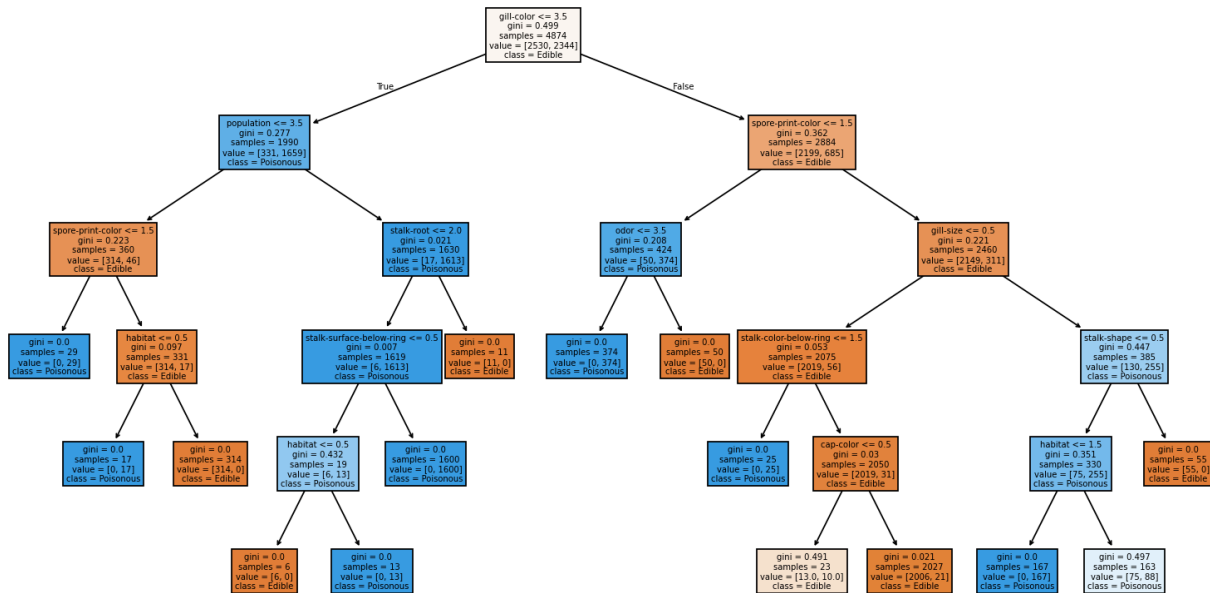 gill-color <= 3.5
gini = 0.499
samples = 4874
value = [2530, 2344]
class = Edible
True
False
population <= 3.5
gini = 0.277
samples = 1990
value = [331, 1659]
class = Poisonous
spore-print-color <= 1.5
gini = 0.362
samples = 2884
value = [2199, 685]
class = Edible
spore-print-color <= 1.5
gini = 0.223
samples = 360
value = [314, 46]
class = Edible
stalk-root <= 2.0
gini = 0.021
samples = 1630
value = [17, 1613]
class = Poisonous
odor <= 3.5
gini = 0.208
samples = 424
value = [50, 374]
class = Poisonous
gill-size <= 0.5
gini = 0.221
samples = 2460
value = [2149, 311]
class = Edible
gini = 0.0
samples = 29
value = [0, 29]
class = Poisonous
habitat <= 0.5
gini = 0.097
samples = 331
value = [314, 17]
class = Edible
stalk-surface-below-ring <= 0.5
gini = 0.007
samples = 1619
value = [6, 1613]
class = Poisonous
gini = 0.0
samples = 11
value = [11, 0]
class = Edible
gini = 0.0
samples = 374
value = [0, 374]
class = Poisonous
gini = 0.0
samples = 50
value = [50, 0]
class = Edible
stalk-color-below-ring <= 1.5
gini = 0.053
samples = 2075
value = [2019, 56]
class = Edible
stalk-shape <= 0.5
gini = 0.447
samples = 385
value = [130, 255]
class = Poisonous
gini = 0.0
samples = 17
value = [0, 17]
class = Poisonous
gini = 0.0
samples = 314
value = [314, 0]
class = Edible
habitat <= 0.5
gini = 0.432
samples = 19
value = [6, 13]
class = Poisonous
gini = 0.0
samples = 1600
value = [0, 1600]
class = Poisonous
gini = 0.0
samples = 25
value = [0, 25]
class = Poisonous
cap-color <= 0.5
gini = 0.03
samples = 2050
value = [2019, 31]
class = Edible
habitat <= 1.5
gini = 0.351
samples = 330
value = [75, 255]
class = Poisonous
gini = 0.0
samples = 55
value = [55, 0]
class = Edible
gini = 0.0
samples = 6
value = [6, 0]
class = Edible
gini = 0.0
samples = 13
value = [0, 13]
class = Poisonous
gini = 0.491
samples = 23
value = [13.0, 10.0]
class = Edible
gini = 0.021
samples = 2027
value = [2006, 21]
class = Edible
gini = 0.0
samples = 167
value = [0, 167]
class = Poisonous
gini = 0.497
samples = 163
value = [75, 88]
class = Poisonous